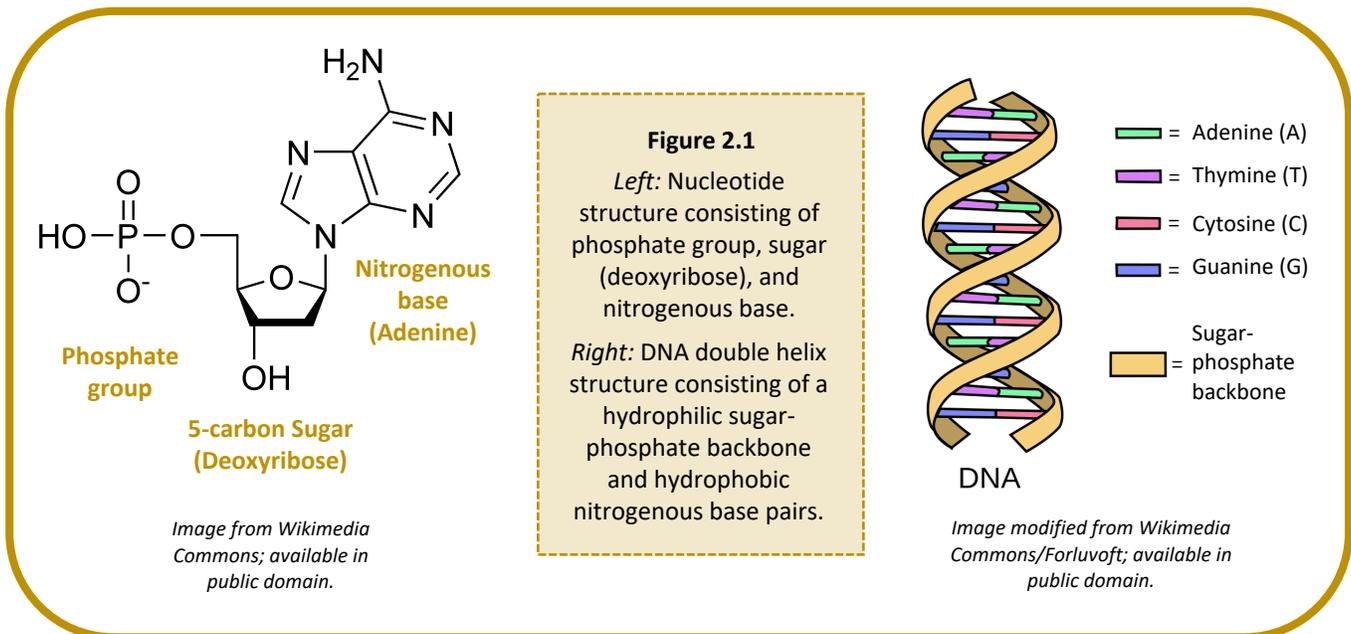 H₂N
N
N
N
N
O
HO
P
O
O⁻
O
OH
Nitrogenous
base
(Adenine)
Phosphate
group
5-carbon Sugar
(Deoxyribose)
Image from Wikimedia
Commons; available in
public domain.
Figure 2.1
Left: Nucleotide
structure consisting of
phosphate group, sugar
(deoxyribose), and
nitrogenous base.
Right: DNA double helix
structure consisting of a
hydrophilic sugar-
phosphate backbone
and hydrophobic
nitrogenous base pairs.
DNA
= Adenine (A)
= Thymine (T)
= Cytosine (C)
= Guanine (G)
Sugar-
= phosphate
backbone
Image modified from Wikimedia
Commons/Forluvoft; available in
public domain.